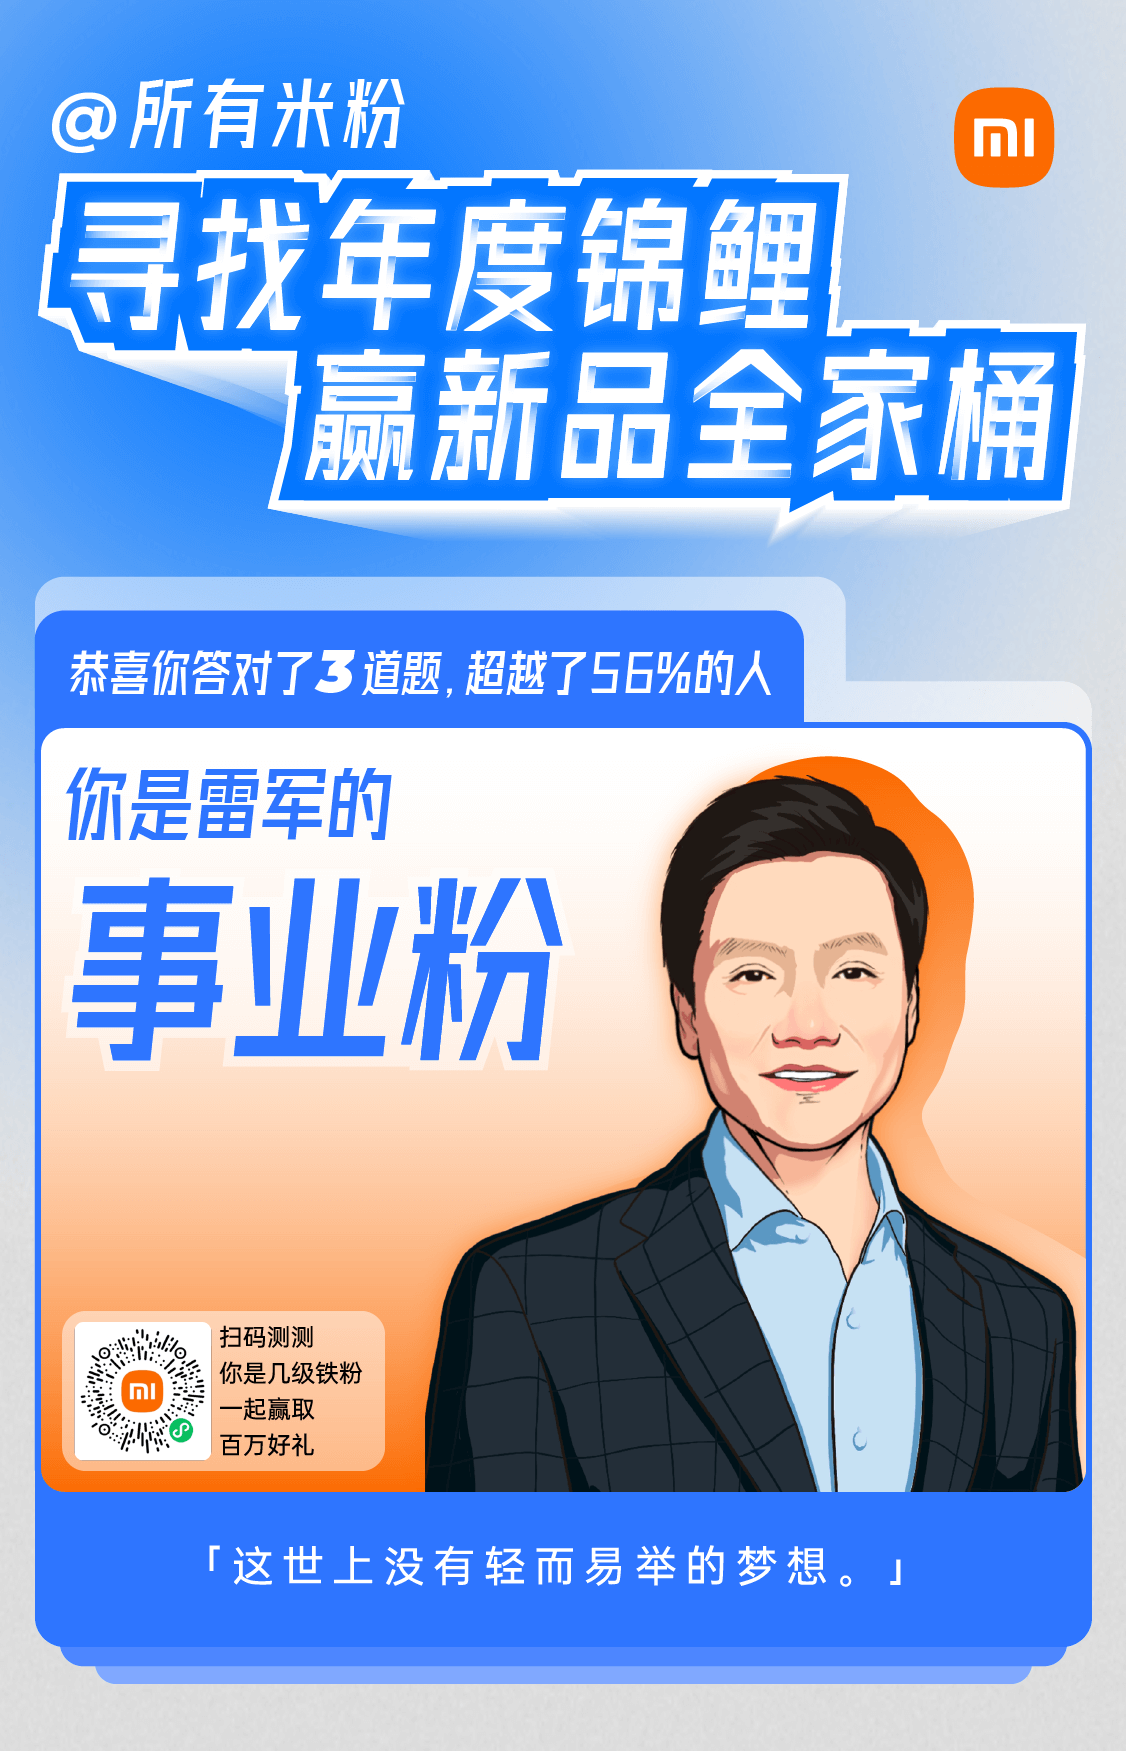 @所有米粉
mi
寻找年度锦鲤
赢新品全家桶
恭喜你答对了3道题，超越了56%的人
你是雷军的
事业粉
mi
扫码测测
你是几级铁粉
一起赢取
百万好礼
「这世上没有轻而易举的梦想。」